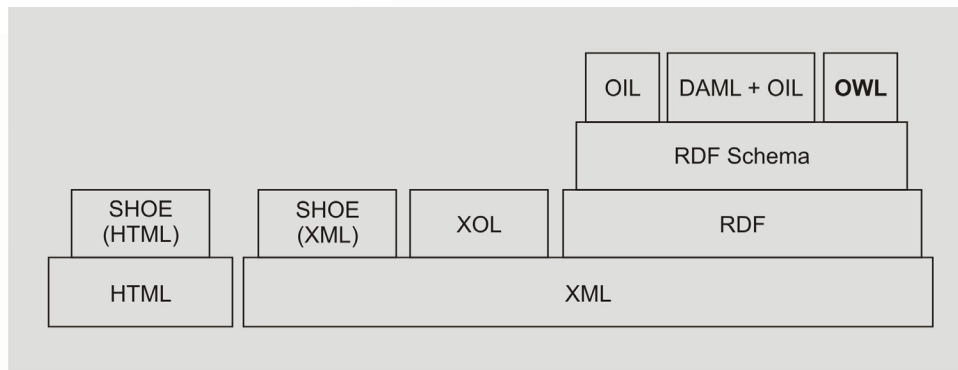 OIL
DAML + OIL
OWL
RDF Schema
SHOE
(HTML)
SHOE
(XML)
XOL
RDF
HTML
XML